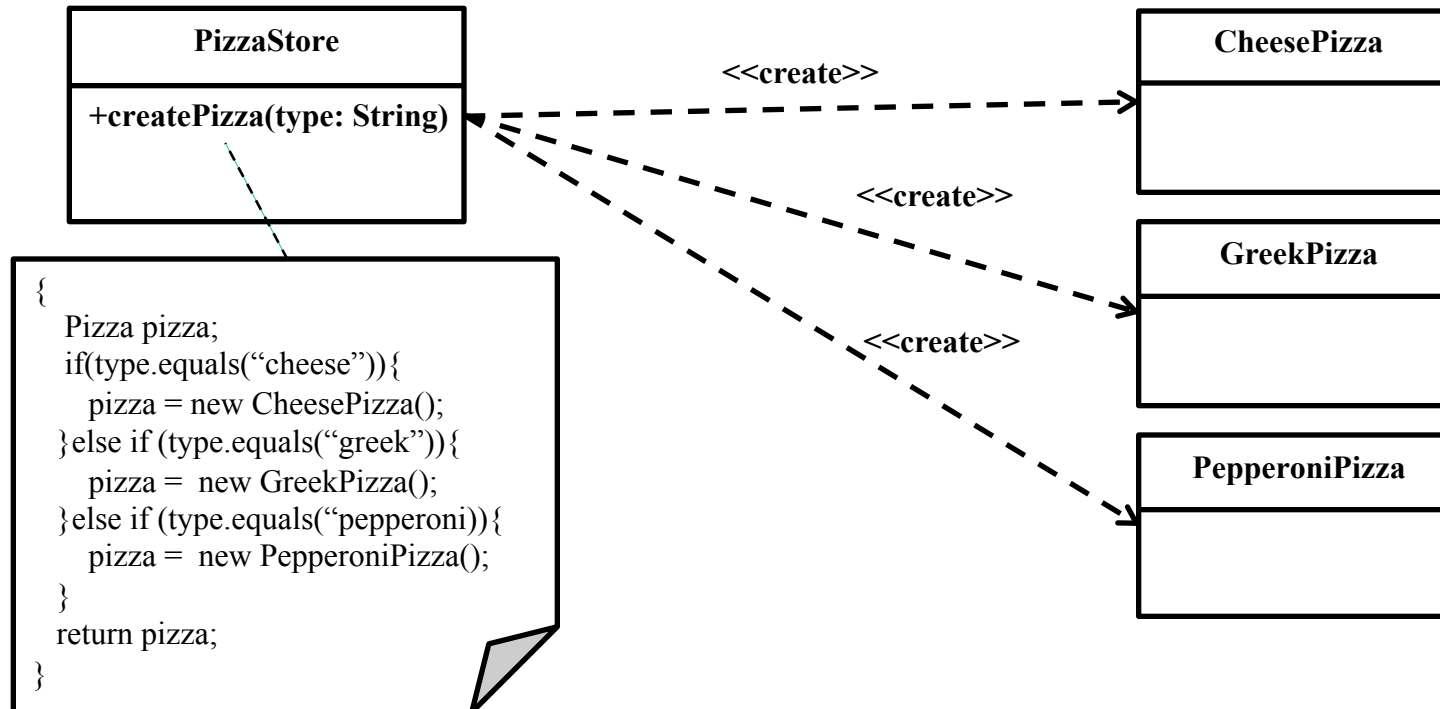 PizzaStore
+createPizza(type: String)
{
Pizza pizza;
if(type.equals(“cheese”)){
pizza = new CheesePizza();
}else if (type.equals(“greek”)){
pizza =  new GreekPizza();
}else if (type.equals(“pepperoni)){
pizza =  new PepperoniPizza();
}
return pizza;
}
<<create>>
<<create>>
<<create>>
CheesePizza
GreekPizza
PepperoniPizza